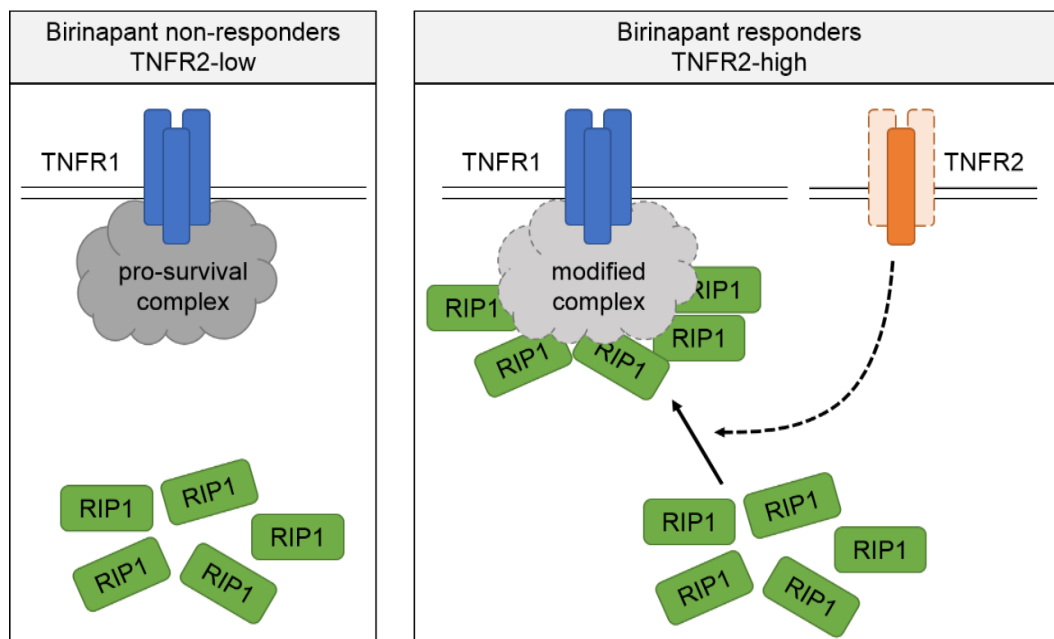 Birinapant non-responders
TNFR2-low
TNFR1
pro-survival
complex
RIP1
RIP1
RIP1
RIP1
RIP1
Birinapant responders
TNFR2-high
TNFR1
TNFR2
modified
complex
RIP1
RIP1
RIP1
RIP1
RIP1
RIP1
RIP1
RIP1
RIP1
RIP1